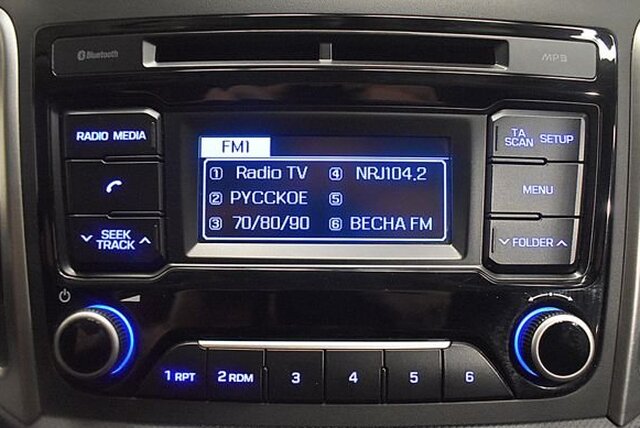 Bluetooth
MP3
RADIO MEDIA
SEEK
TRACK
FM1
1 Radio TV 4 NRJ104.2
2 РУССКОЕ 5
3 70/80/90 6 ВЕСНА FM
TA
SCAN SETUP
MENU
FOLDER
1 RPT 2 RDM 3 4 5 6